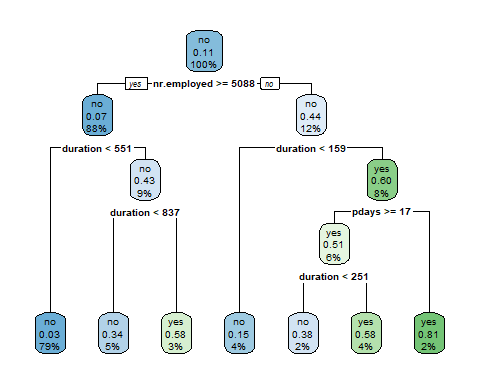 no
0.11
100%
yes nr.employed >= 5088 no
no
0.07
88%
no
0.44
12%
duration < 551
duration < 159
no
0.43
9%
yes
0.60
8%
duration < 837
pdays >= 17
yes
0.51
6%
duration < 251
no
0.03
79%
no
0.34
5%
yes
0.58
3%
no
0.15
4%
no
0.38
2%
yes
0.58
4%
yes
0.81
2%